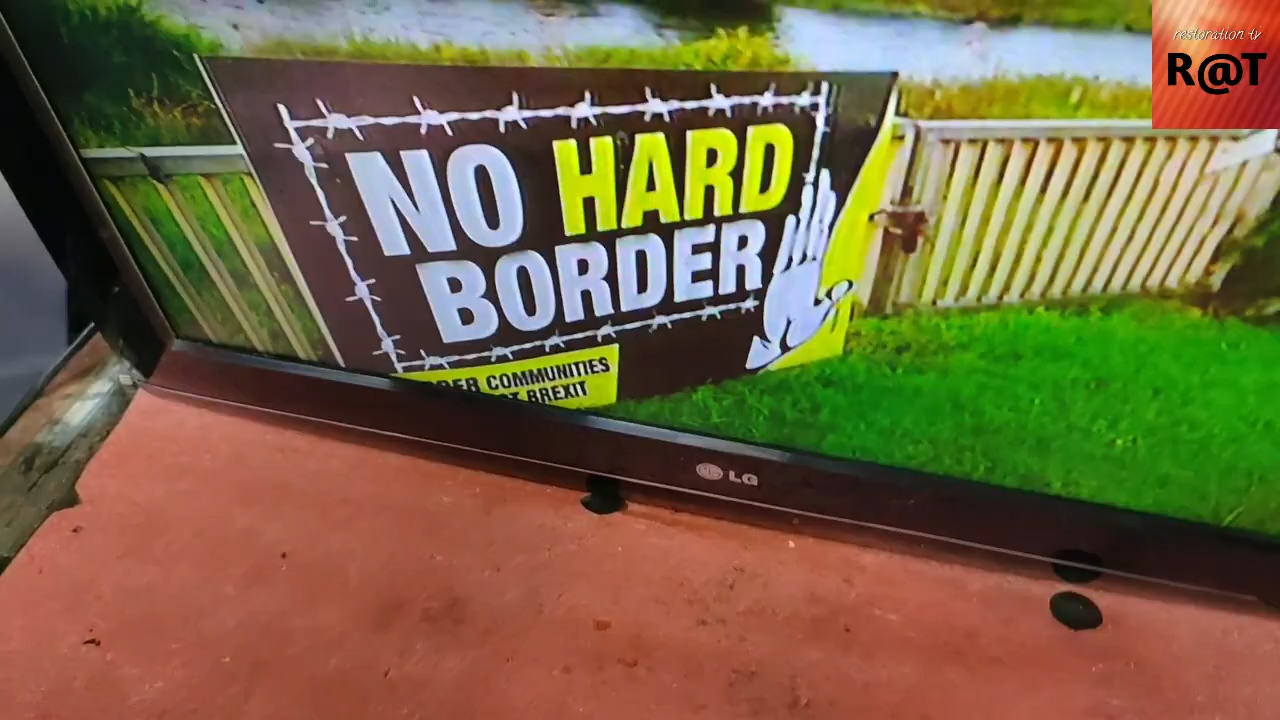 restoration tv
R@T
NO HARD
BORDER
COMMUNITIES
BREXIT
LG